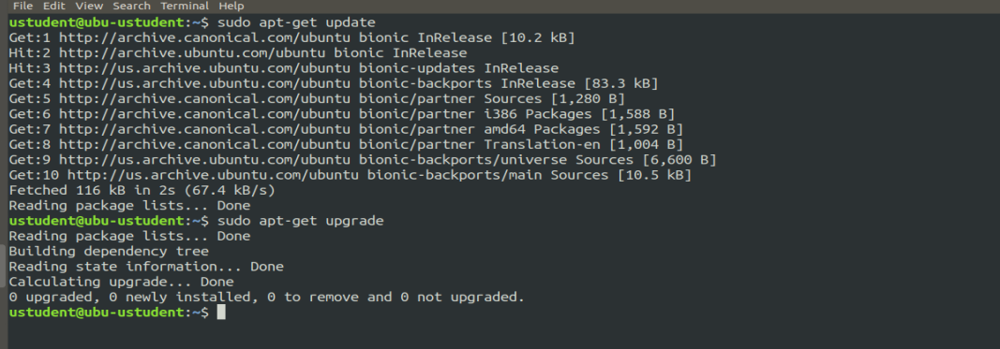 File Edit View Search Terminal Help
ustudent@ubu-ustudent:~$ sudo apt-get update
Get:1 http://archive.canonical.com/ubuntu bionic InRelease [10.2 kB]
Hit:2 http://archive.ubuntu.com/ubuntu bionic InRelease
Hit:3 http://us.archive.ubuntu.com/ubuntu bionic-updates InRelease
Get:4 http://us.archive.ubuntu.com/ubuntu bionic-backports InRelease [83.3 kB]
Get:5 http://archive.canonical.com/ubuntu bionic/partner Sources [1,280 B]
Get:6 http://archive.canonical.com/ubuntu bionic/partner i386 Packages [1,588 B]
Get:7 http://archive.canonical.com/ubuntu bionic/partner amd64 Packages [1,592 B]
Get:8 http://archive.canonical.com/ubuntu bionic/partner Translation-en [1,004 B]
Get:9 http://us.archive.ubuntu.com/ubuntu bionic-backports/universe Sources [6,600 B]
Get:10 http://us.archive.ubuntu.com/ubuntu bionic-backports/main Sources [10.5 kB]
Fetched 116 kB in 2s (67.4 kB/s)
Reading package lists... Done
ustudent@ubu-ustudent:~$ sudo apt-get upgrade
Reading package lists... Done
Building dependency tree
Reading state information... Done
Calculating upgrade... Done
0 upgraded, 0 newly installed, 0 to remove and 0 not upgraded.
ustudent@ubu-ustudent:~$